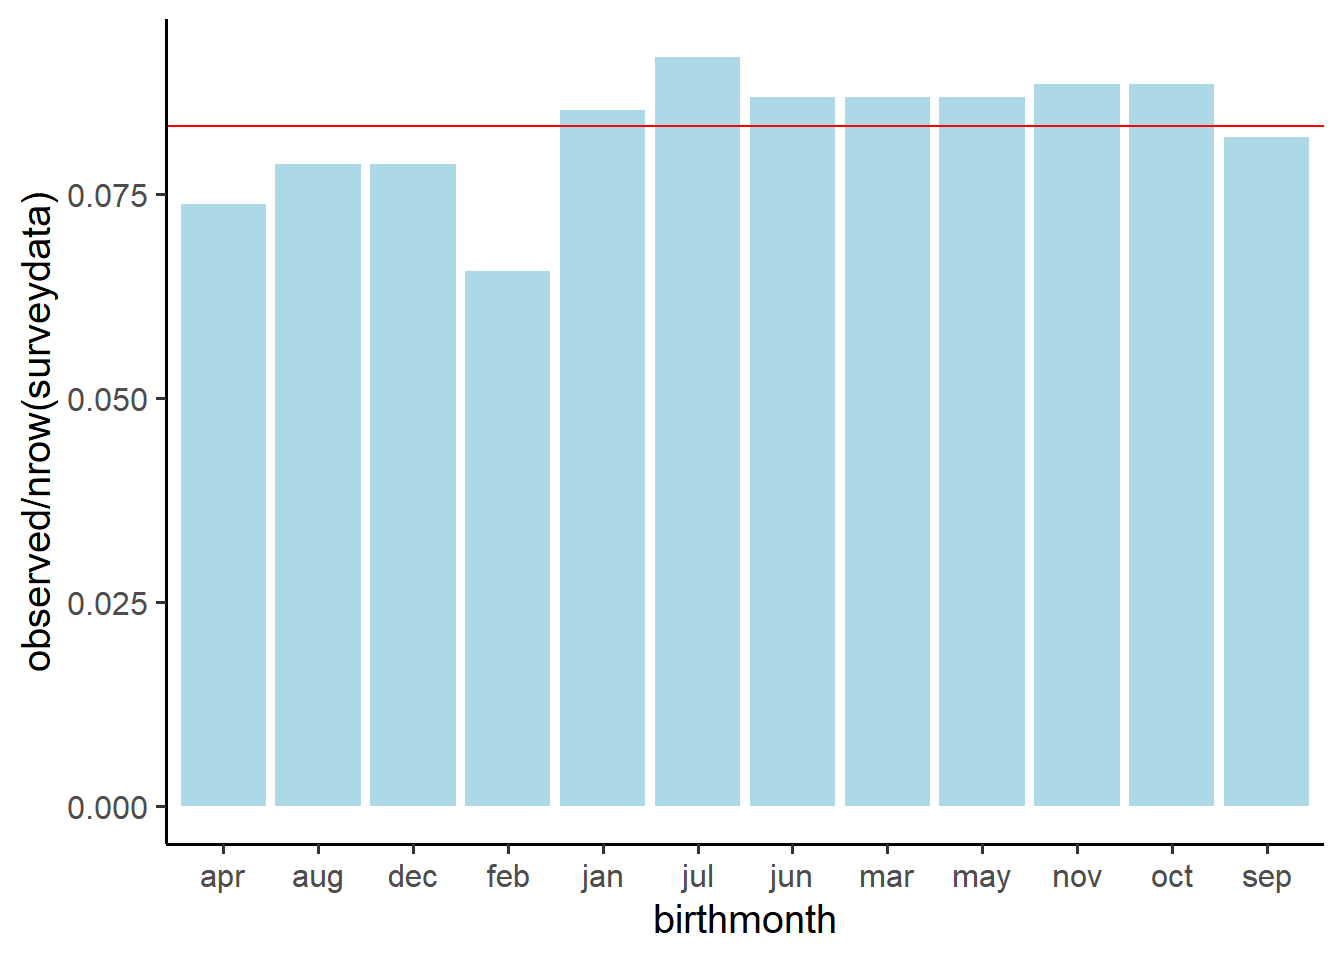 observed/nrow(surveydata)
0.075
0.050
0.025
0.000
apr aug dec feb jan jul jun mar may nov oct sep
birthmonth